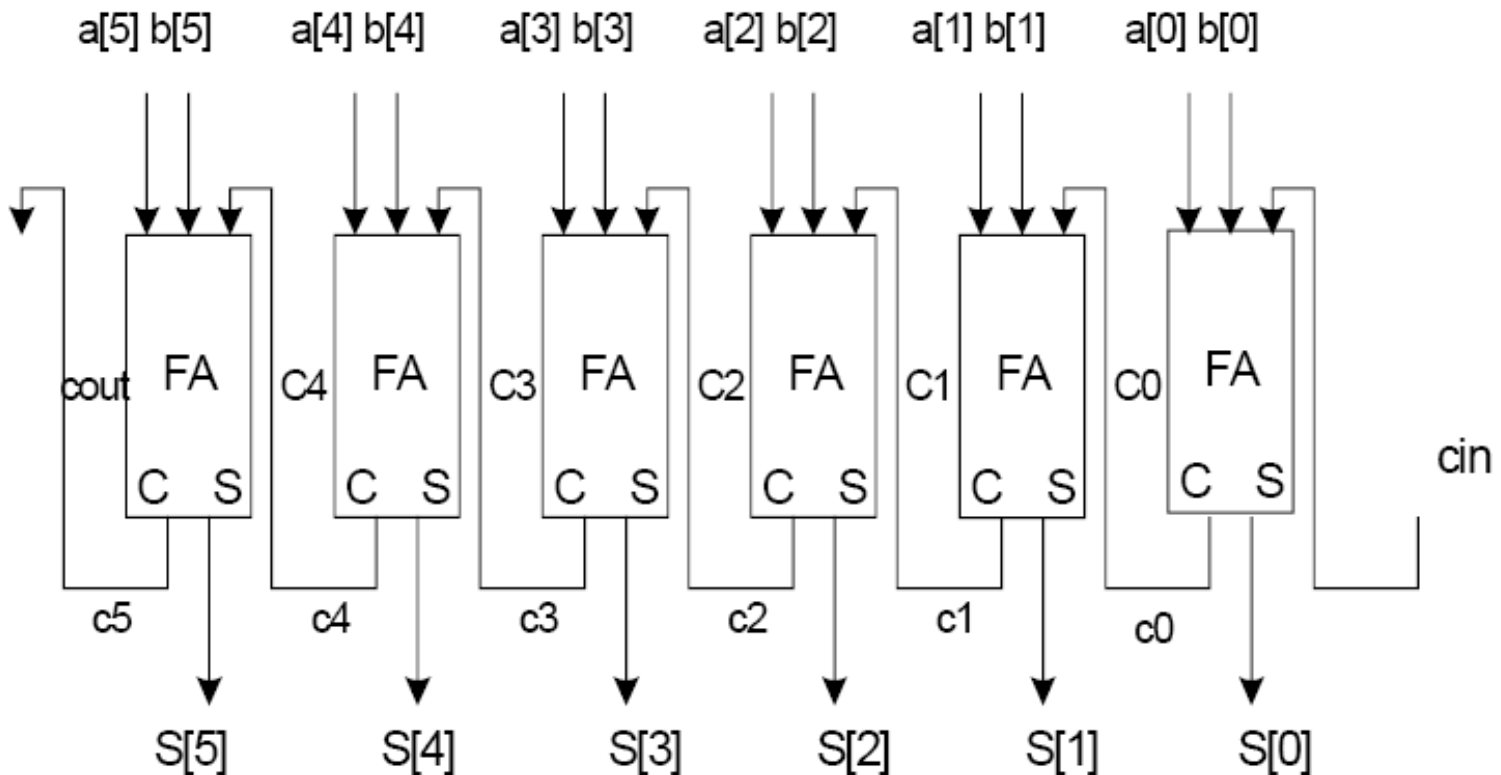 a[5] b[5] a[4] b[4] a[3] b[3] a[2] b[2] a[1] b[1] a[0] b[0]
cout FA C4 FA C3 FA C2 FA C1 FA C0 FA
cin
C S C S C S C S C S C S
c5 c4 c3 c2 c1 c0
S[5] S[4] S[3] S[2] S[1] S[0]